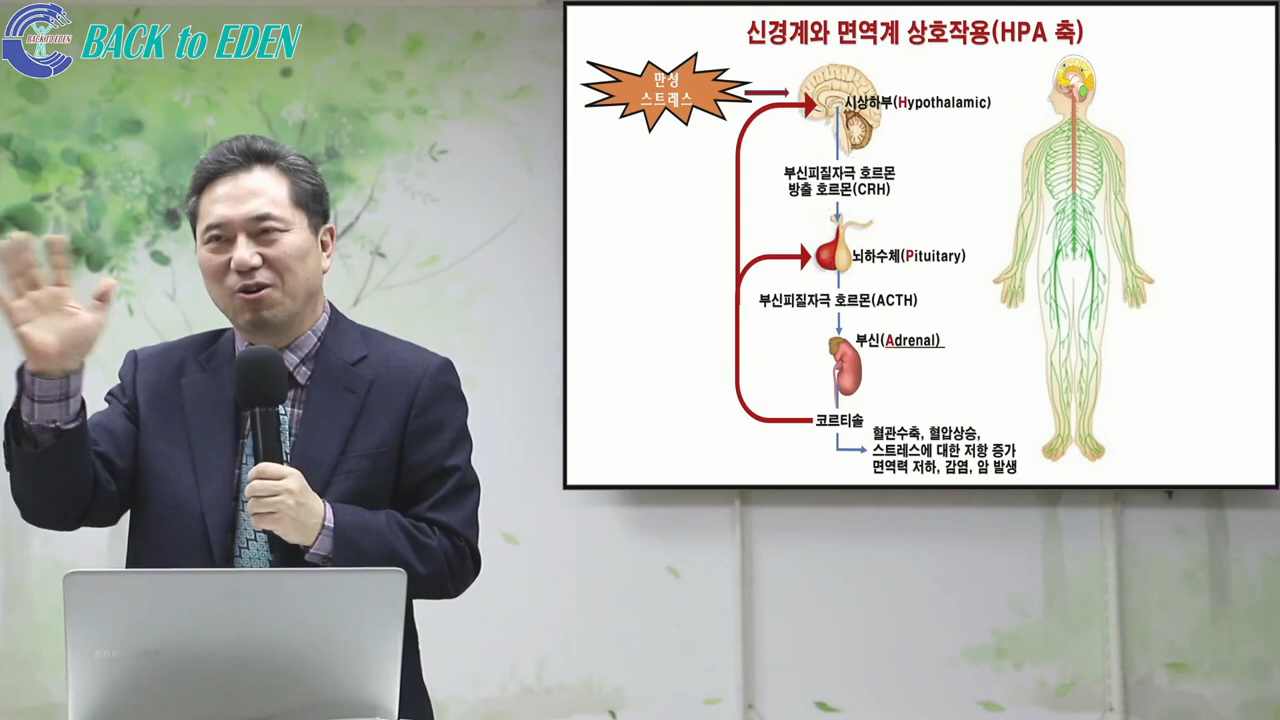 BACK TO EDEN
BACK to EDEN
신경계와 면역계 상호작용(HPA 축)
만성
스트레스
시상하부(Hypothalamic)
부신피질자극 호르몬
방출 호르몬(CRH)
뇌하수체(Pituitary)
부신피질자극 호르몬(ACTH)
부신(Adrenal)
코르티솔
혈관수축, 혈압상승,
스트레스에 대한 저항 증가
면역력 저하, 감염, 암 발생